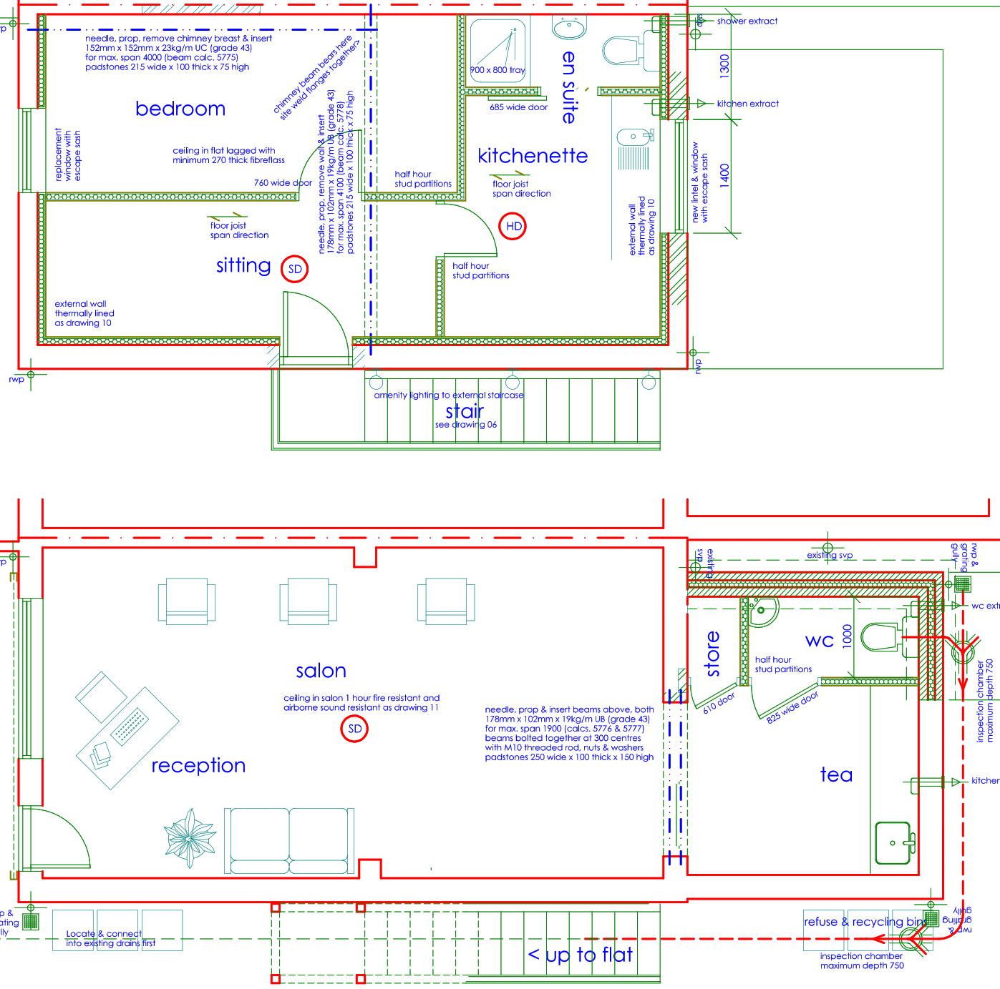 needle, prop, remove chimney breast & insert
152mm x 152mm x 23kg/m UC (grade 43)
for max. span 4000 (beam calc. 5775)
padstones 215 wide x 100 thick x 75 high
chimney beam bears here
site weld flanges together>
bedroom
replacement
window with
escape sash
ceiling in flat lagged with
minimum 270 thick fibreflass
760 wide door
needle, prop, remove wall & insert
178mm x 102mm x 19kg/m UB (grade 43)
for max. span 4100 (beam calc. 5778)
padstones 215 wide x 100 thick x 75 high
900 x 800 tray
en suite
685 wide door
svp
shower extract
1300
kitchen extract
kitchenette
half hour
stud partitions
floor joist
span direction
HD
external wall
thermally lined
as drawing 10
new lintel & window
with escape sash
1400
floor joist
span direction
sitting
SD
half hour
stud partitions
external wall
thermally lined
as drawing 10
rwp
rwp
amenity lighting to external staircase
stair
see drawing 06
existing
svp
existing svp
rwp &
grating
gully
salon
ceiling in salon 1 hour fire resistant and
airborne sound resistant as drawing 11
SD
reception
needle, prop & insert beams above, both
178mm x 102mm x 19kg/m UB (grade 43)
for max. span 1900 (calcs. 5776 & 5777)
beams bolted together at 300 centres
with M10 threaded rod, nuts & washers
padstones 250 wide x 100 thick x 150 high
store
wc
1000
half hour
stud partitions
610 door
825 wide door
wc extr
inspection chamber
maximum depth 750
tea
kitchen
Locate & connect
into existing drains first
< up to flat
refuse & recycling bins
rwp &
grating
gully
inspection chamber
maximum depth 750